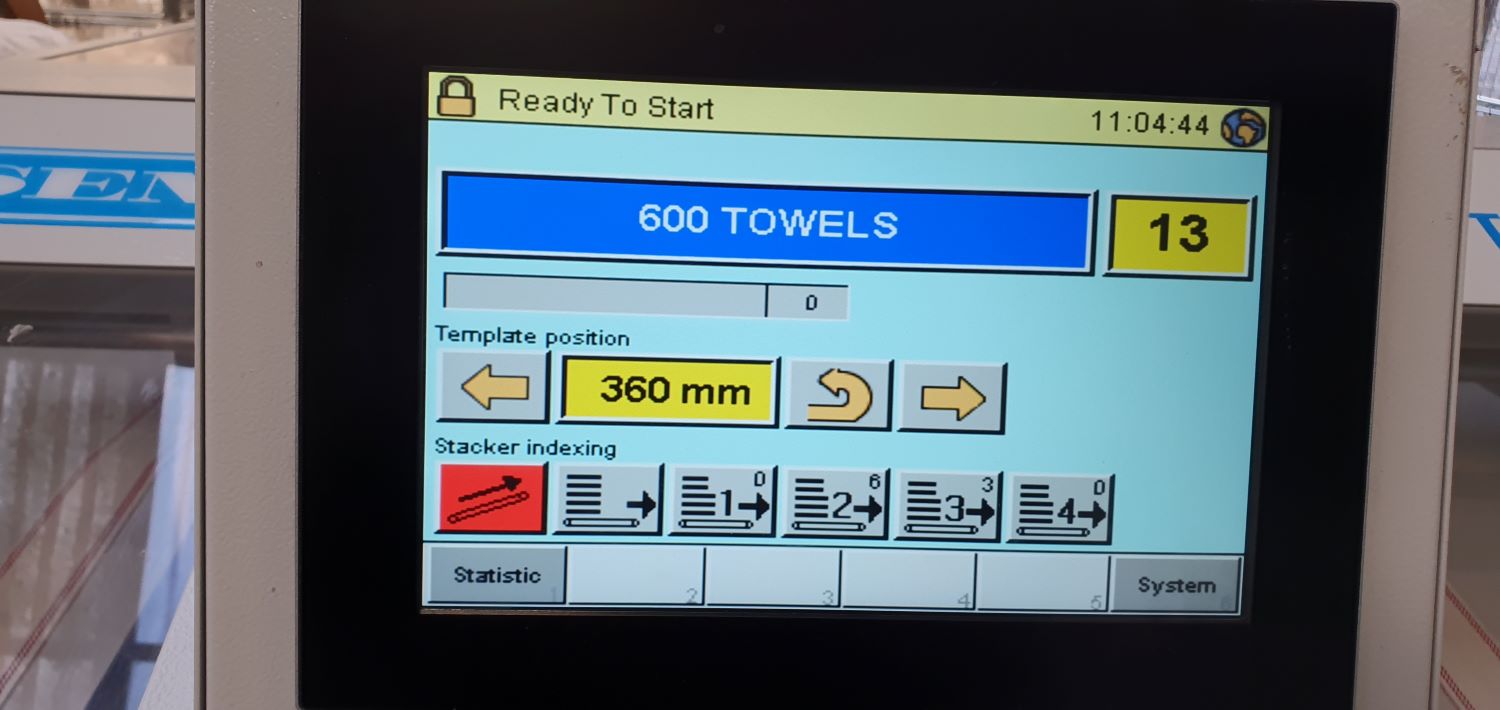 Ready To Start
11:04:44
600 TOWELS
13
0
Template position
360 mm
Stacker indexing
0
6
3
0
1
2
3
4
Statistic
1
2
3
4
5
System